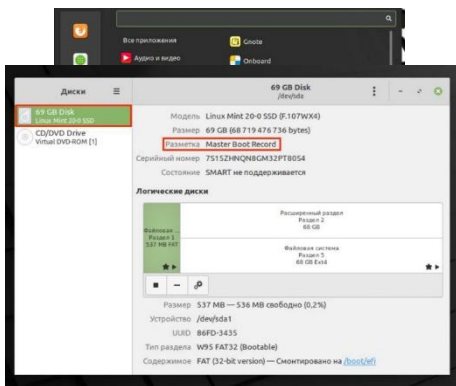 Все приложения
Gnote
Аудио и видео
Onboard
Диски
69 GB Disk
/dev/sda
69 GB Disk
Linux Mint 20-0 SSD
CD/DVD Drive
Virtual DVD-ROM [1]
Модель Linux Mint 20-0 SSD (F.107WX4)
Размер 69 GB (68 719 476 736 bytes)
Разметка Master Boot Record
Серийный номер 7S15ZHNQN8GM32PT80S4
Состояние SMART не поддерживается
Логические диски
Файловая ...
Раздел 1
537 MB FAT
Расширенный раздел
Раздел 2
68 GB
Файловая система
Раздел 5
68 GB Ext4
Размер 537 MB — 536 MB свободно (0,2%)
Устройство /dev/sda1
UUID 86FD-3435
Тип раздела W95 FAT32 (Bootable)
Содержимое FAT (32-bit version) — Смонтировано на /boot/efi